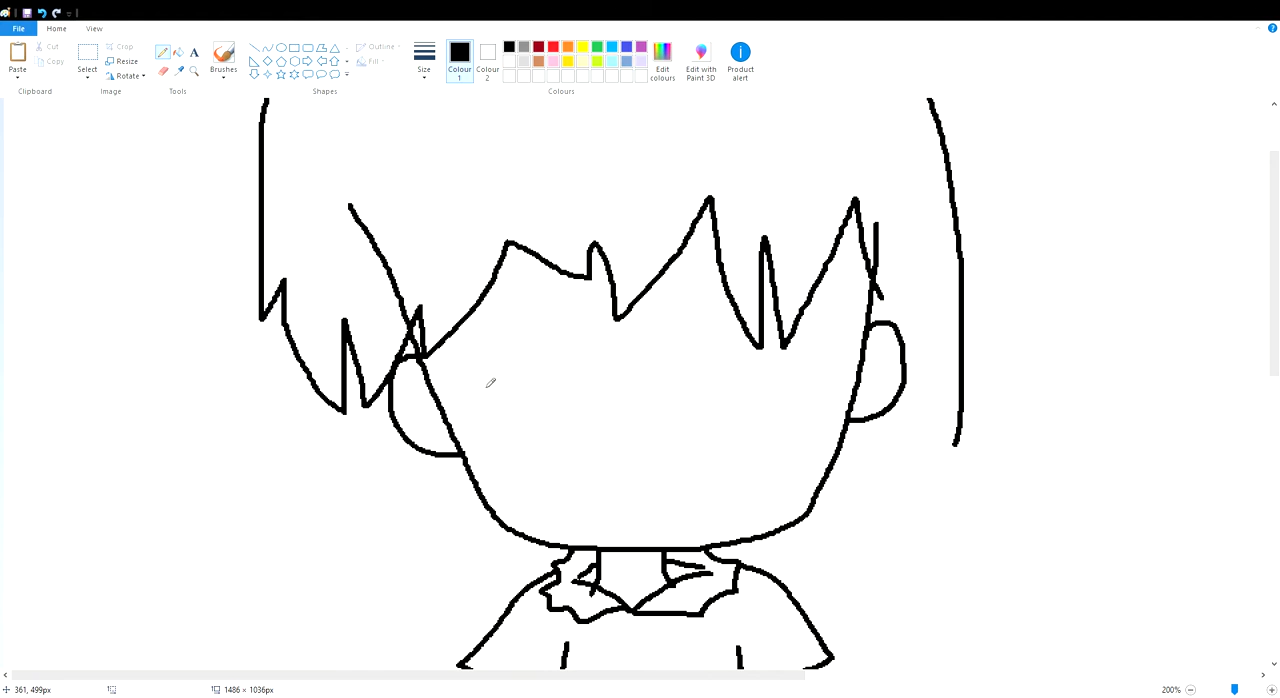 File Home View
Cut Crop Outline
Copy Resize Fill
Paste Select Rotate A Brushes Size Colour 1 Colour 2 Edit colours Edit with Paint 3D Product alert
Clipboard Image Tools Shapes Colours
361, 499px 1486 × 1036px 200%